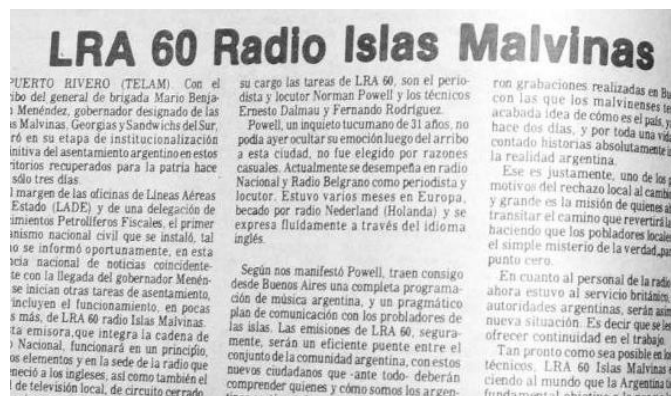 LRA 60 Radio Islas Malvinas
PUERTO RIVERO (TELAM). Con el
ibo del general de brigada Mario Benja-
Menéndez, gobernador designado de las
s Malvinas, Georgias y Sandwichs del Sur,
ró en su etapa de institucionalización
initiva del asentamiento argentino en estos
ritorios recuperados para la patria hace
sólo tres días.
l margen de las oficinas de Líneas Aéreas
Estado (LADE) y de una delegación de
cimientos Petrolíferos Fiscales, el primer
anismo nacional civil que se instaló, tal
no se informó oportunamente, en esta
ncia nacional de noticias coincidente-
te con la llegada del gobernador Menén-
se inician otras tareas de asentamiento,
incluyen el funcionamiento, en pocas
s más, de LRA 60 radio Islas Malvinas.
ta emisora, que integra la cadena de
Nacional, funcionará en un principio,
os elementos y en la sede de la radio que
neció a los ingleses, así como también el
l de televisión local, de circuito cerrado
su cargo las tareas de LRA 60, son el perio-
dista y locutor Norman Powell y los técnicos
Ernesto Dalmau y Fernando Rodríguez.
Powell, un inquieto tucumano de 31 años, no
podía ayer ocultar su emoción luego del arribo
a esta ciudad, no fue elegido por razones
casuales. Actualmente se desempeña en radio
Nacional y Radio Belgrano como periodista y
locutor. Estuvo varios meses en Europa,
becado por radio Nederland (Holanda) y se
expresa fluidamente a través del idioma
inglés.
Según nos manifestó Powell, traen consigo
desde Buenos Aires una completa programa-
ción de música argentina, y un pragmático
plan de comunicación con los probladores de
las islas. Las emisiones de LRA 60, segura-
mente, serán un eficiente puente entre el
conjunto de la comunidad argentina, con estos
nuevos ciudadanos que -ante todo- deberán
comprender quienes y cómo somos los argen-
ron grabaciones realizadas en Bu
con las que los malvinenses te
acabada idea de cómo es el país, y
hace dos días, y por toda una
contado historias absolutamente
la realidad argentina.
Ese es justamente, uno de los
motivos del rechazo local al cambi
y grande es la misión de quienes
transitar el camino que revertirá la
haciendo que los pobladores locale
el simple misterio de la verdad,
punto cero.
En cuanto al personal de la radio
ahora estuvo al servicio británic
autoridades argentinas, serán
nueva situación. Es decir que se
ofrecer continuidad en el trabajo.
Tan pronto como sea posible en
técnicos, LRA 60 Islas Malvinas
ciendo al mundo que la Argentina
fundamental objetivo